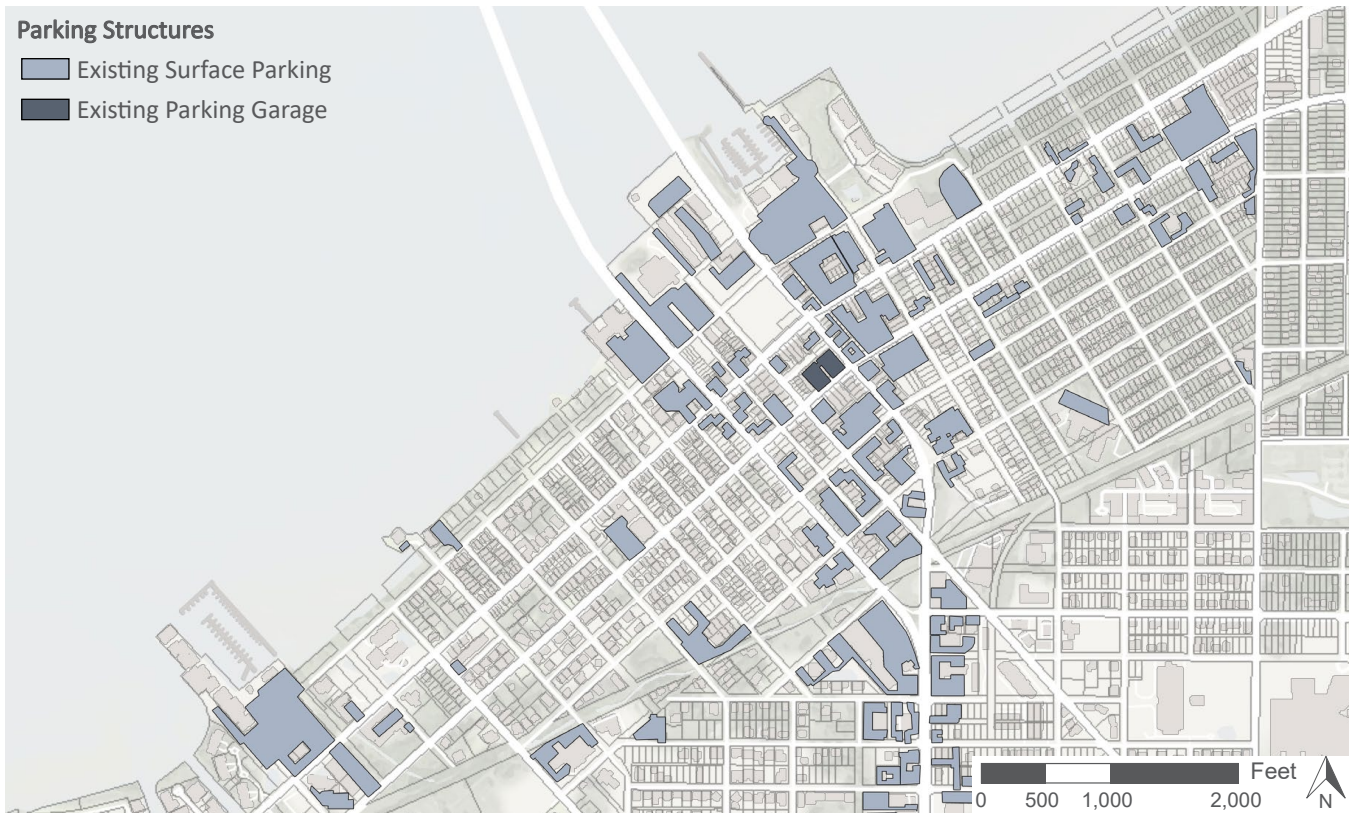 Parking Structures
Existing Surface Parking
Existing Parking Garage
Feet
0 500 1,000 2,000
N